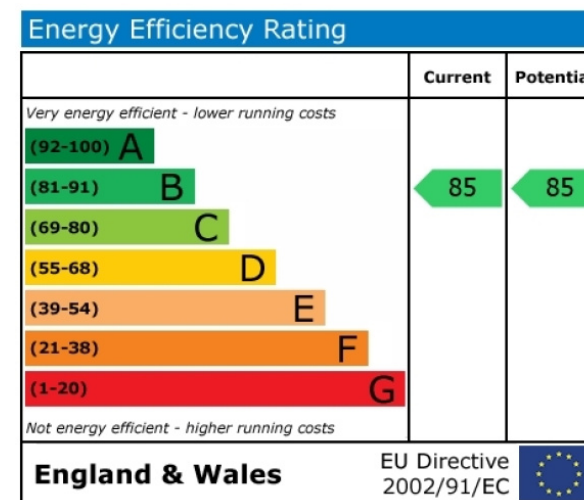 Energy Efficiency Rating
Current Potentia
Very energy efficient - lower running costs
(92-100) A
(81-91) B 85 85
(69-80) C
(55-68) D
(39-54) E
(21-38) F
(1-20) G
Not energy efficient - higher running costs
England & Wales EU Directive
2002/91/EC